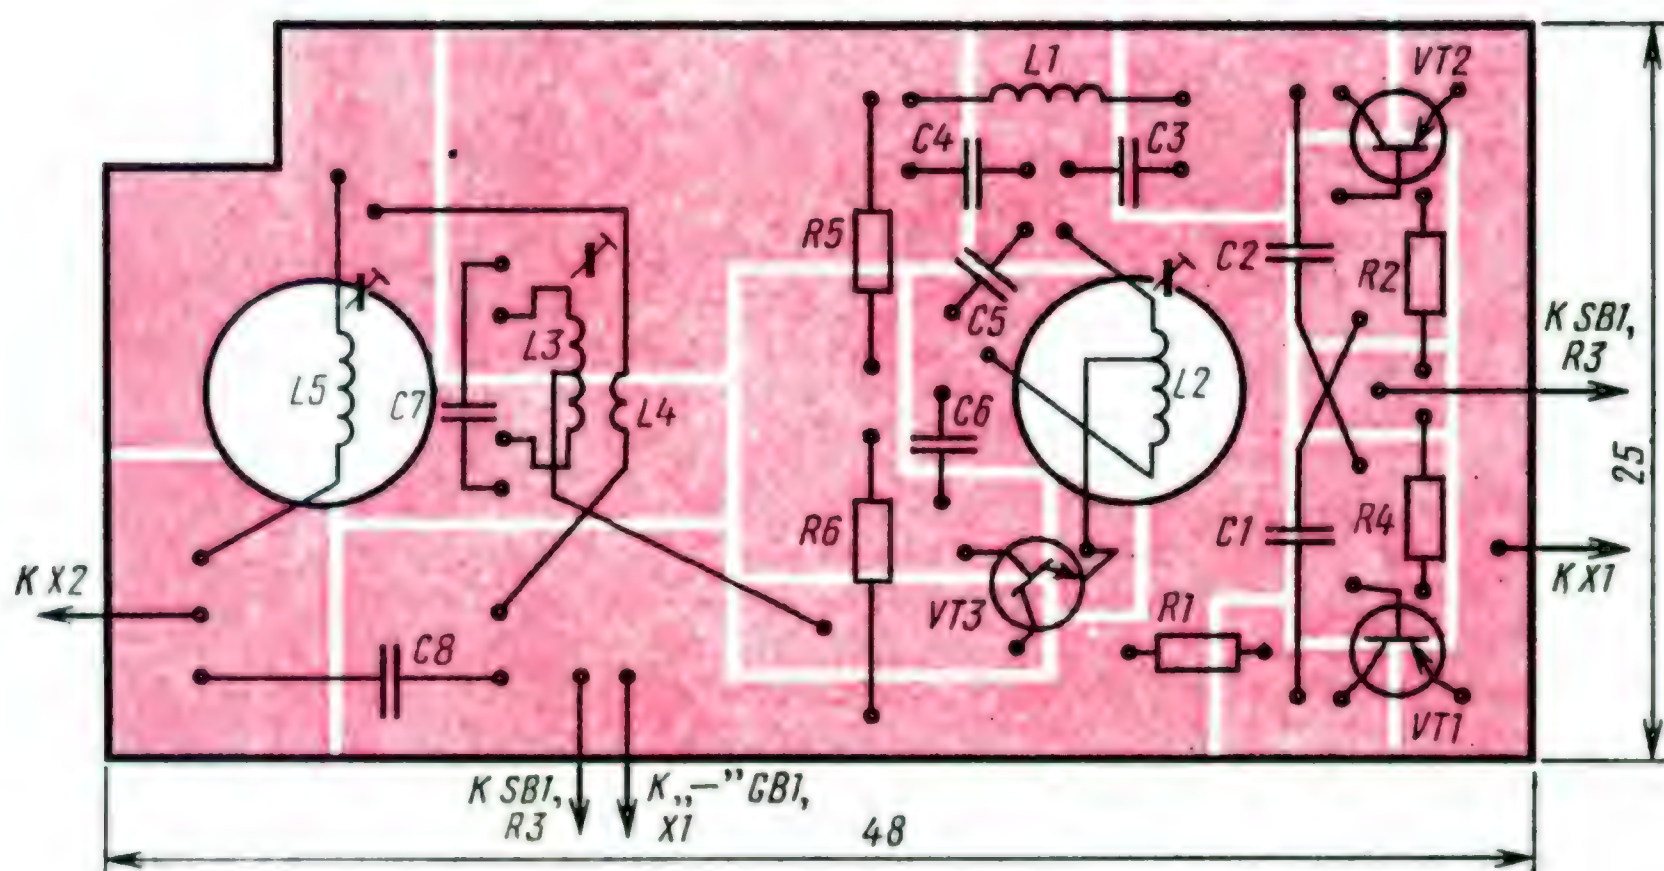 L1
VT2
C4
C3
R5
C2
R2
C5
L3
L5
C7
L4
C6
L2
К SB1,
R3
25
R6
C1
R4
К X2
VT3
R1
К X1
C8
VT1
К SB1,
R3
К „–” GB1,
X1
48